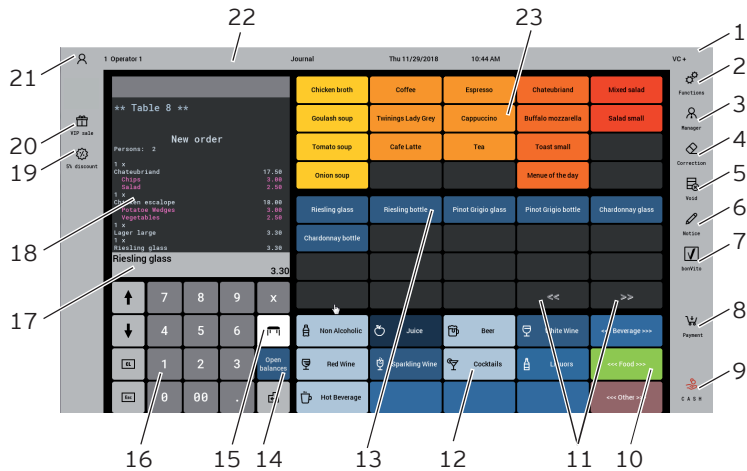 22
23
1
21
1 Operator 1
Journal
Thu 11/29/2018
10:44 AM
VC +
2
Functions
3
Manager
4
Correction
5
Void
6
Notice
7
bonVito
8
Payment
9
C A S H
20
VIP sale
19
5% discount
** Table 8 **
New order
Persons: 2
1 x
Chateaubriand 17.50
Chips 3.00
Salad 2.50
1 x
Chicken escalope 18.00
Potatoe Wedges 3.00
Vegetables 2.50
1 x
Lager large 3.30
1 x
Riesling glass 3.30
18
Riesling glass
3.30
17
Chicken broth
Coffee
Espresso
Chateubriand
Mixed salad
Goulash soup
Twinings Lady Grey
Cappuccino
Buffalo mozzarella
Salad small
Tomato soup
Cafe Latte
Tea
Toast small
Onion soup
Menue of the day
Riesling glass
Riesling bottle
Pinot Grigio glass
Pinot Grigio bottle
Chardonnay glass
Chardonnay bottle
<<
>>
7
8
9
X
4
5
6
CL
1
2
3
Open
balances
Esc
0
00
.
Non Alcoholic
Juice
Beer
White Wine
<<< Beverage >>>
Red Wine
Sparkling Wine
Cocktails
Liquors
<<< Food >>>
Hot Beverage
<<< Other >>>
16
15
14
13
12
11
10